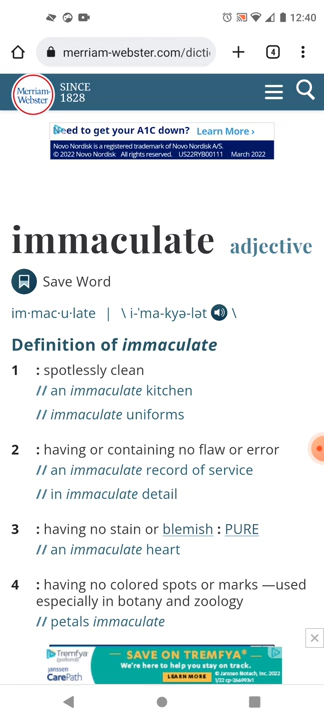 12:40
merriam-webster.com/dicti
4
Merriam-
Webster
SINCE
1828
Need to get your A1C down? Learn More ›
Novo Nordisk is a registered trademark of Novo Nordisk A/S.
© 2022 Novo Nordisk All rights reserved. US22RYB00111 March 2022
immaculate adjective
Save Word
im·mac·u·late | \ i-ˈma-kyə-lət \
Definition of immaculate
1 : spotlessly clean
// an immaculate kitchen
// immaculate uniforms
2 : having or containing no flaw or error
// an immaculate record of service
// in immaculate detail
3 : having no stain or blemish : PURE
// an immaculate heart
4 : having no colored spots or marks —used
especially in botany and zoology
// petals immaculate
Tremfya
(guselkumab)
janssen
CarePath
SAVE ON TREMFYA®
We're here to help you stay on track.
LEARN MORE
© Janssen Biotech, Inc. 2022